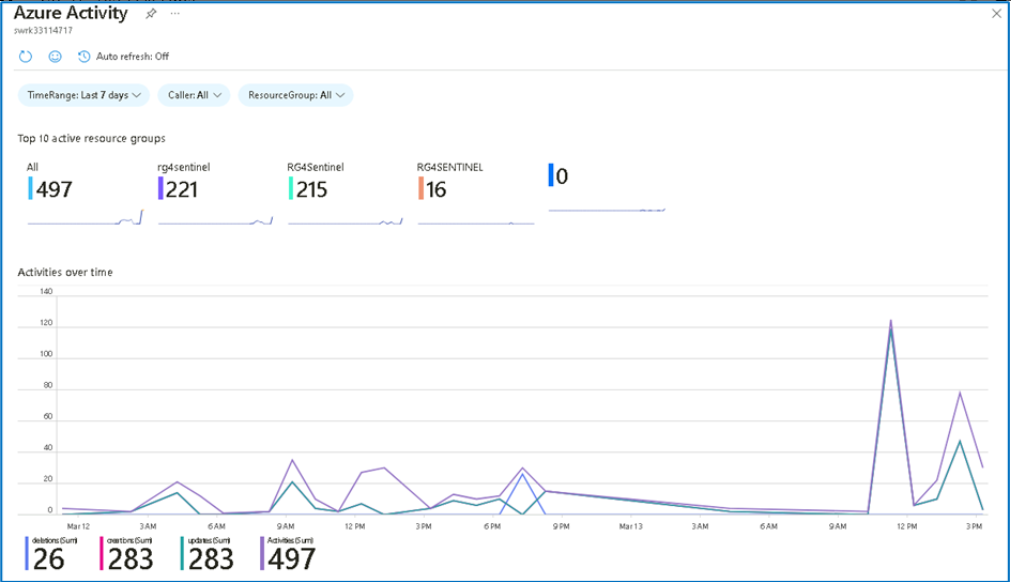 Azure Activity
swrk33114717
Auto refresh: Off
TimeRange: Last 7 days
Caller: All
ResourceGroup: All
Top 10 active resource groups
All
497
rg4sentinel
221
RG4Sentinel
215
RG4SENTINEL
16
0
Activities over time
140
120
100
80
60
40
20
0
Mar 12 3 AM 6 AM 9 AM 12 PM 3 PM 6 PM 9 PM Mar 13 3 AM 6 AM 9 AM 12 PM 3 PM
deletions (Sum)
26
creations (Sum)
283
updates (Sum)
283
Activities (Sum)
497